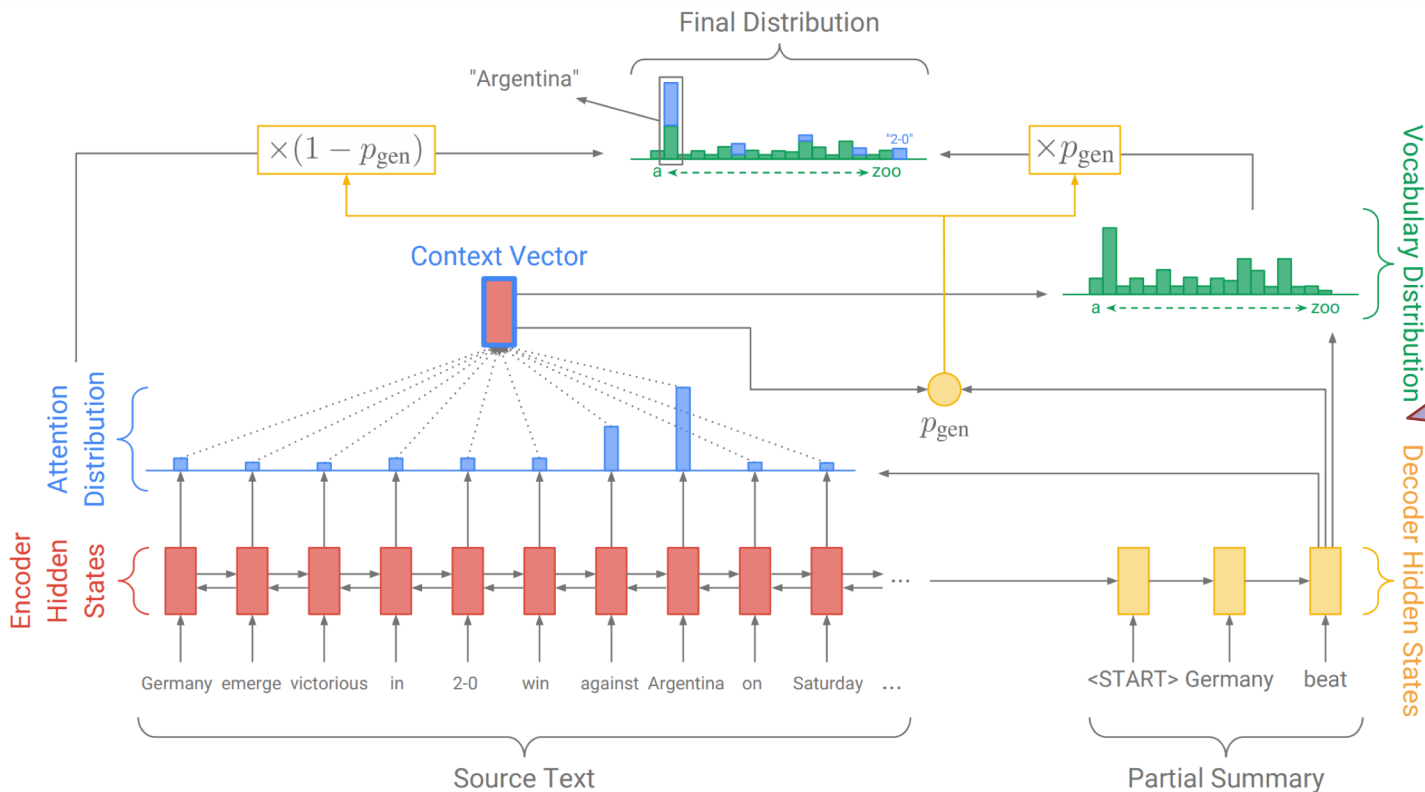 Final Distribution
"Argentina"
×(1 − p_gen)
"2-0"
×p_gen
a
zoo
Vocabulary Distribution
Context Vector
a
zoo
Attention
Distribution
p_gen
Encoder
Hidden
States
...
Decoder Hidden States
Germany emerge victorious in 2-0 win against Argentina on Saturday ...
<START> Germany beat
Source Text
Partial Summary